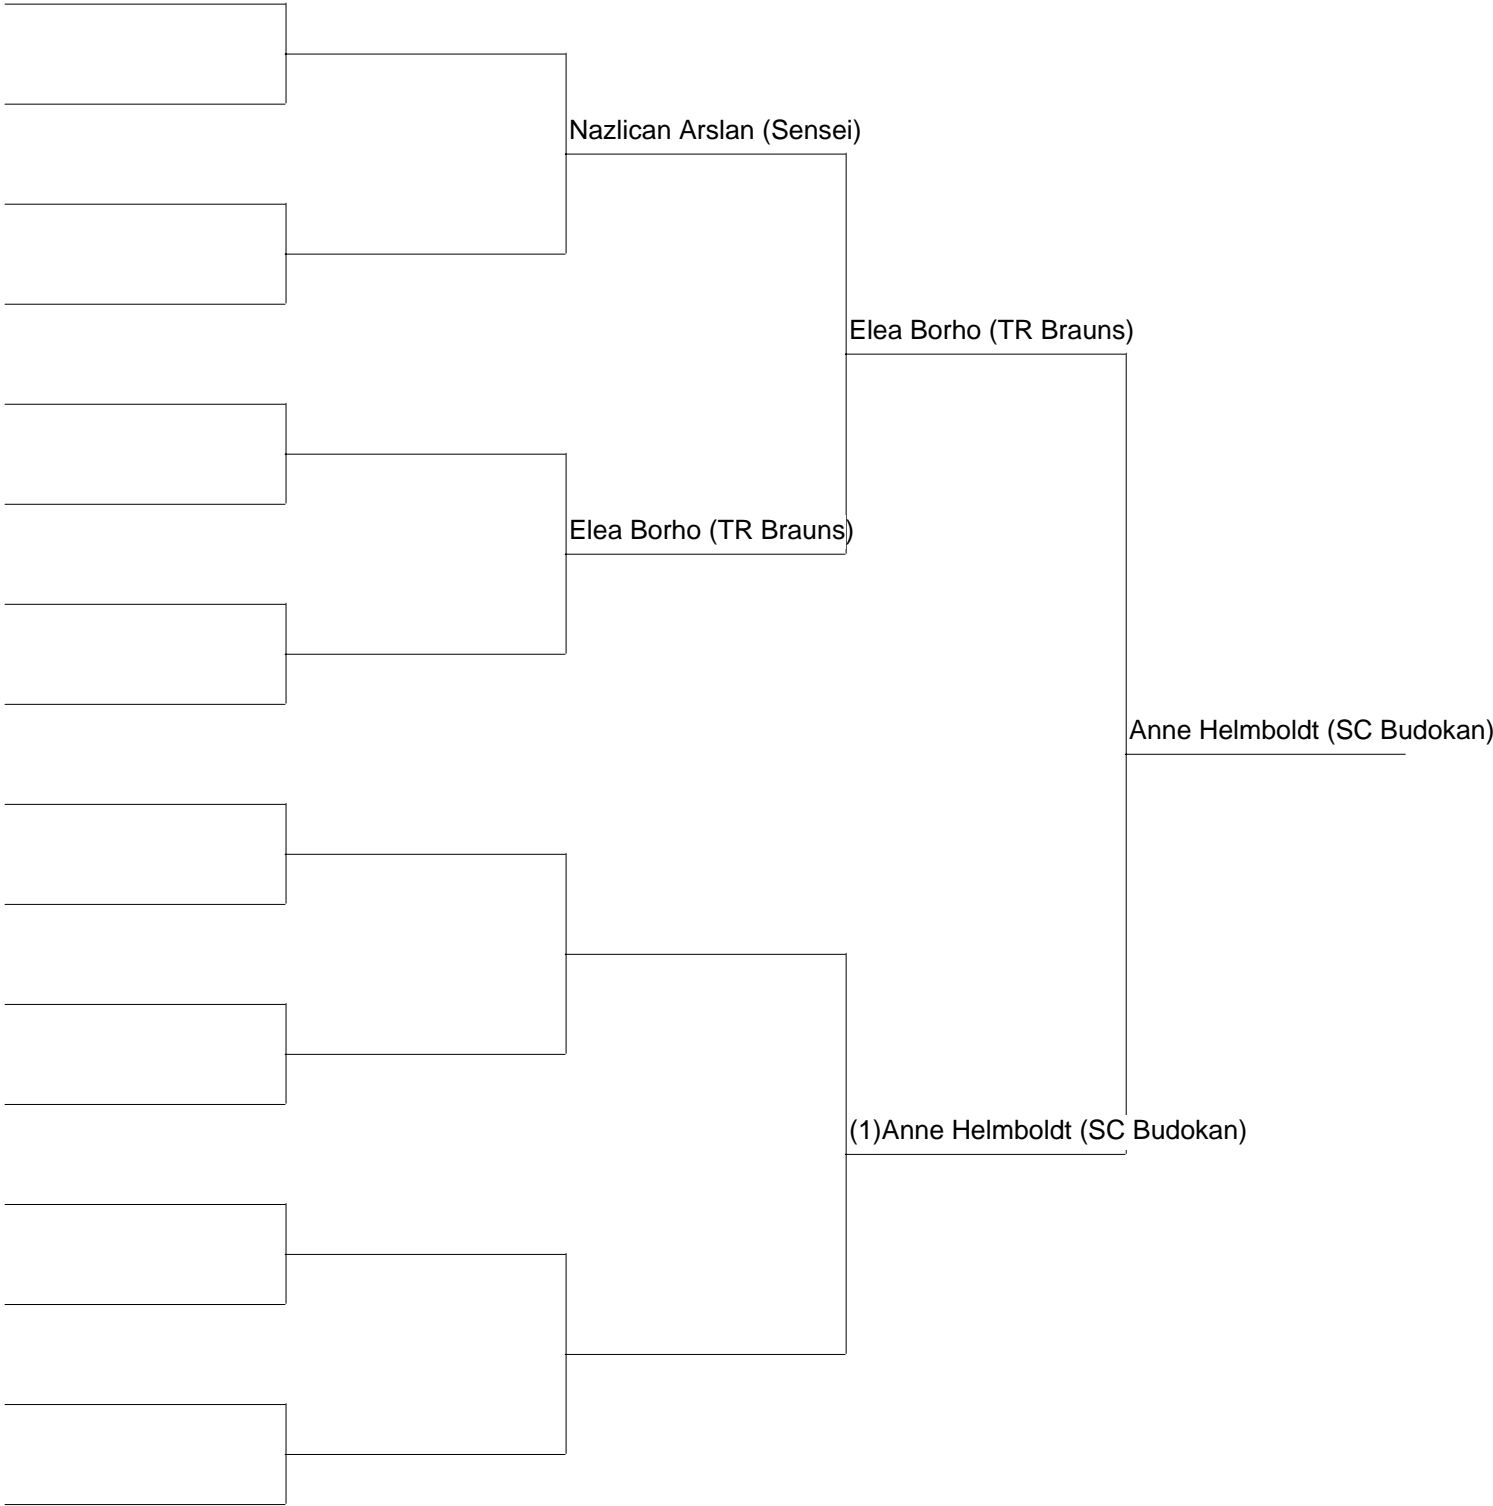 Nazlican Arslan (Sensei)
Elea Borho (TR Brauns)
Elea Borho (TR Brauns)
Anne Helmboldt (SC Budokan)
(1)Anne Helmboldt (SC Budokan)